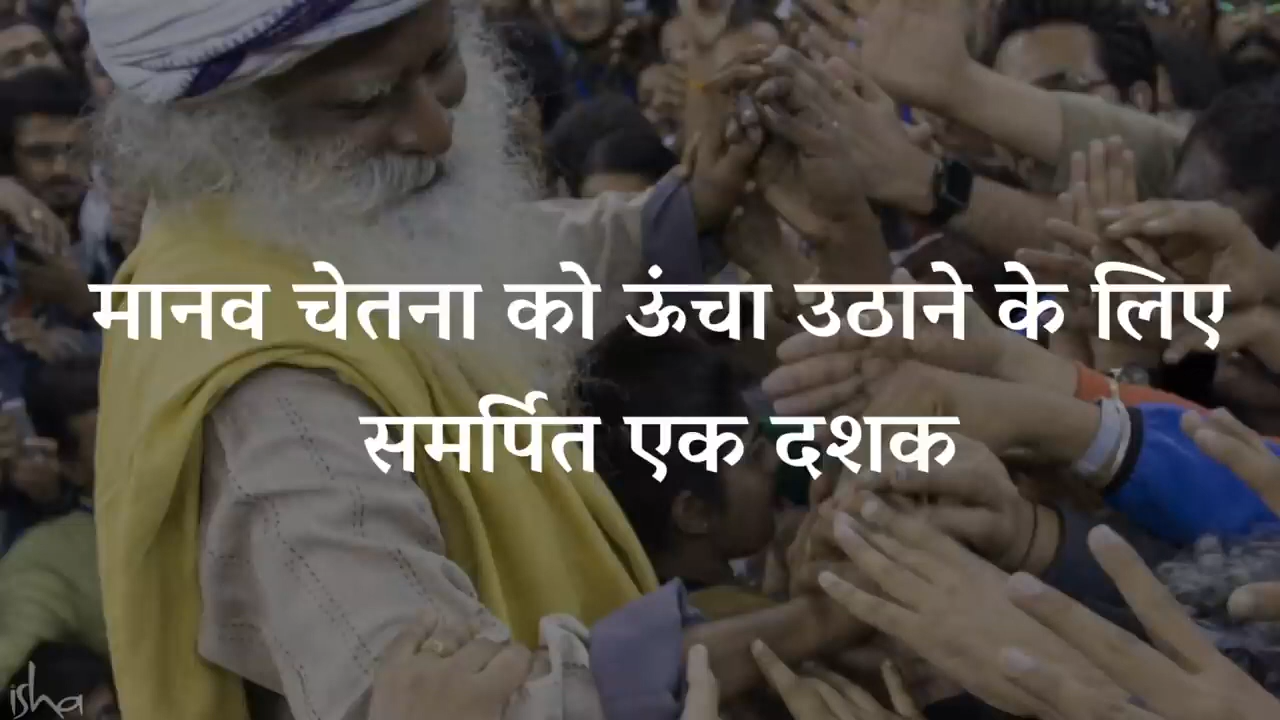 मानव चेतना को ऊंचा उठाने के लिए
समर्पित एक दशक
isha